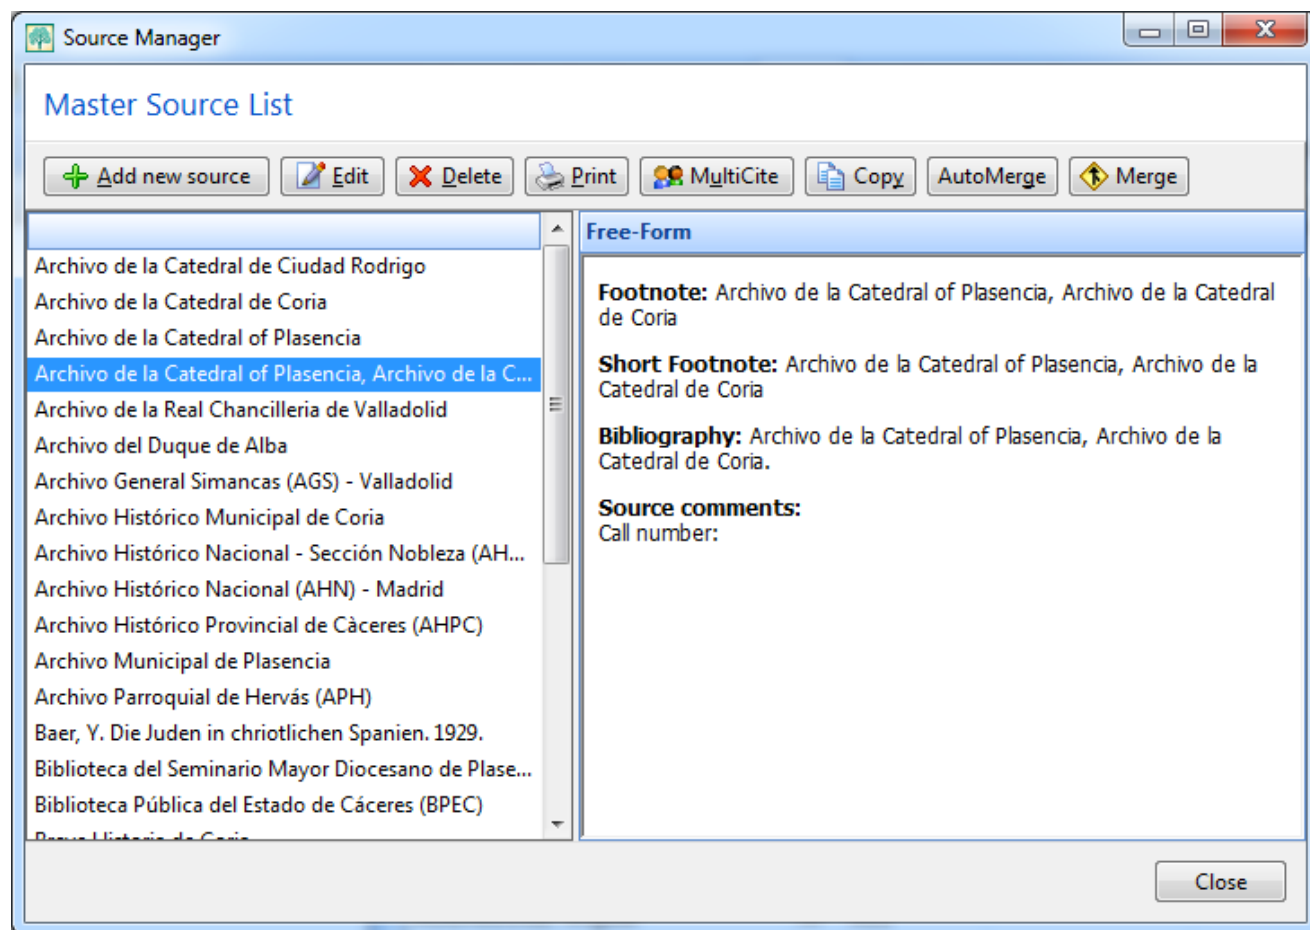 Source Manager
Master Source List
Add new source
Edit
Delete
Print
MultiCite
Copy
AutoMerge
Merge
Archivo de la Catedral de Ciudad Rodrigo
Archivo de la Catedral de Coria
Archivo de la Catedral of Plasencia
Archivo de la Catedral of Plasencia, Archivo de la C...
Archivo de la Real Chancilleria de Valladolid
Archivo del Duque de Alba
Archivo General Simancas (AGS) - Valladolid
Archivo Histórico Municipal de Coria
Archivo Histórico Nacional - Sección Nobleza (AH...
Archivo Histórico Nacional (AHN) - Madrid
Archivo Histórico Provincial de Càceres (AHPC)
Archivo Municipal de Plasencia
Archivo Parroquial de Hervás (APH)
Baer, Y. Die Juden in chriotlichen Spanien. 1929.
Biblioteca del Seminario Mayor Diocesano de Plase...
Biblioteca Pública del Estado de Cáceres (BPEC)
Breve Historia de Coria
Free-Form
Footnote: Archivo de la Catedral of Plasencia, Archivo de la Catedral
de Coria
Short Footnote: Archivo de la Catedral of Plasencia, Archivo de la
Catedral de Coria
Bibliography: Archivo de la Catedral of Plasencia, Archivo de la
Catedral de Coria.
Source comments:
Call number:
Close